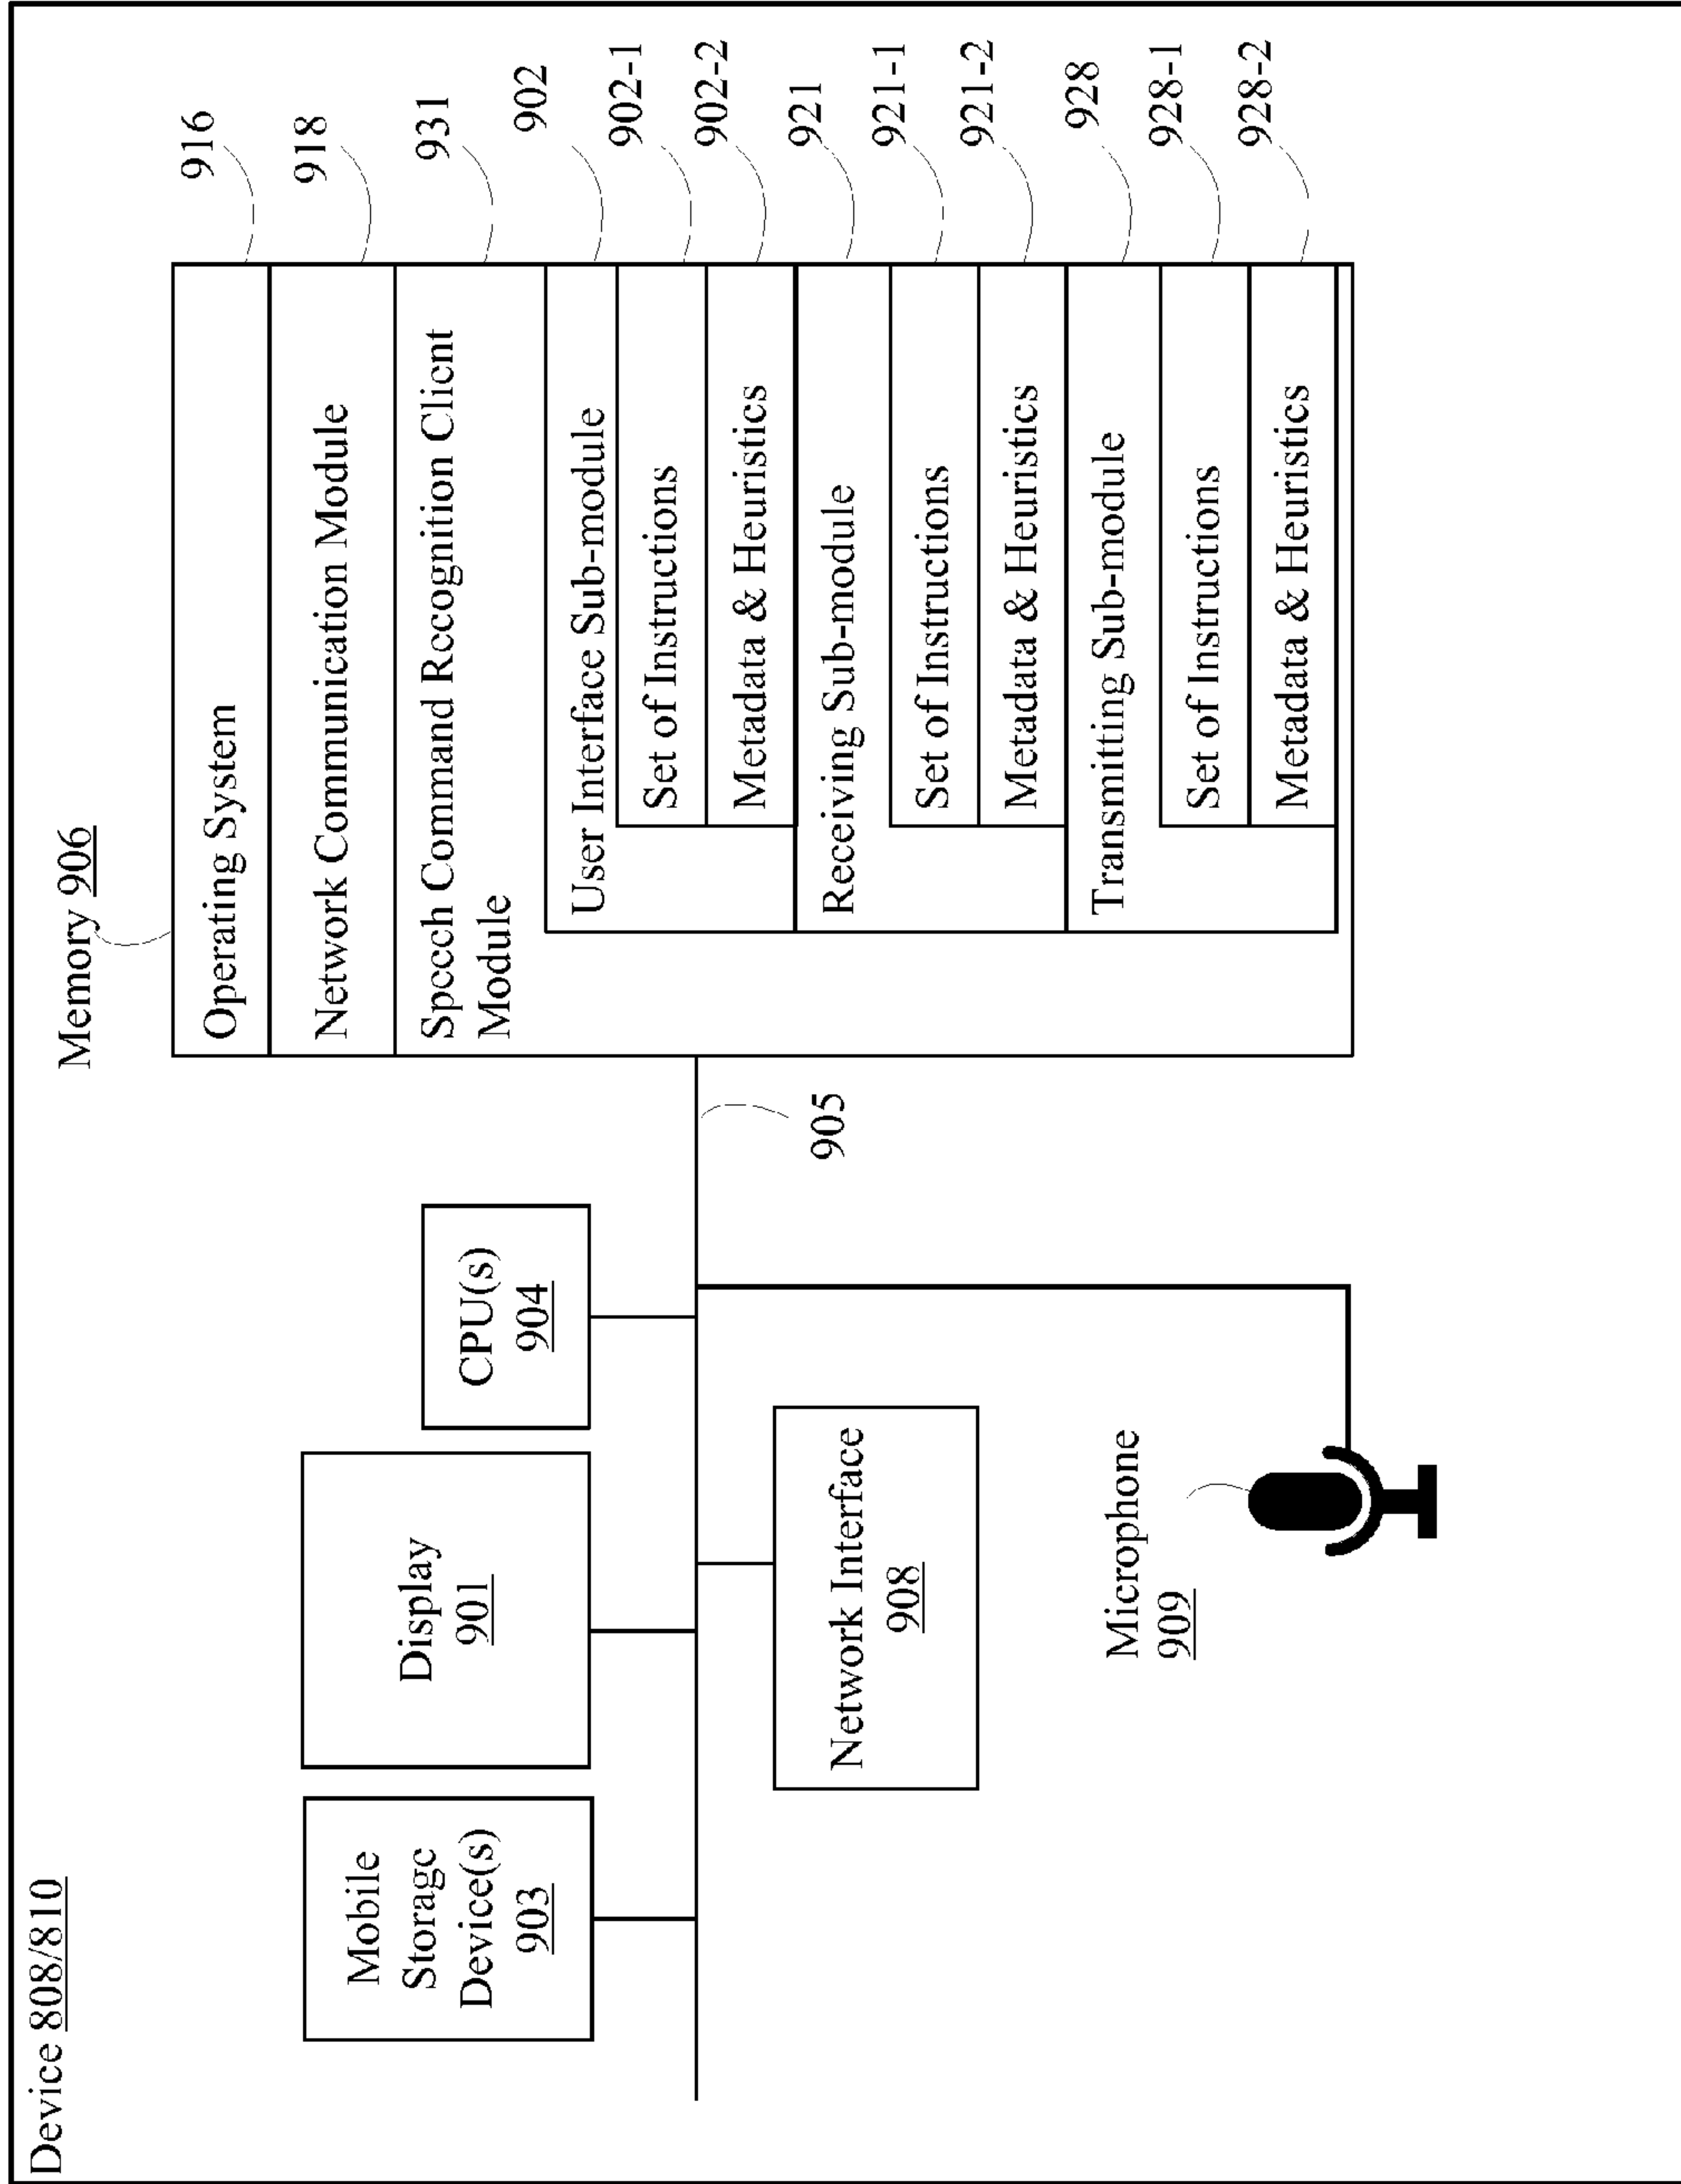 Device 808/810
Memory 906
Mobile
Storage
Device(s)
903
Display
901
CPU(s)
904
Network Interface
908
Microphone
909
905
Operating System
916
Network Communication Module
918
Speech Command Recognition Client
Module
931
User Interface Sub-module
902
Set of Instructions
902-1
Metadata & Heuristics
902-2
Receiving Sub-module
921
Set of Instructions
921-1
Metadata & Heuristics
921-2
Transmitting Sub-module
928
Set of Instructions
928-1
Metadata & Heuristics
928-2